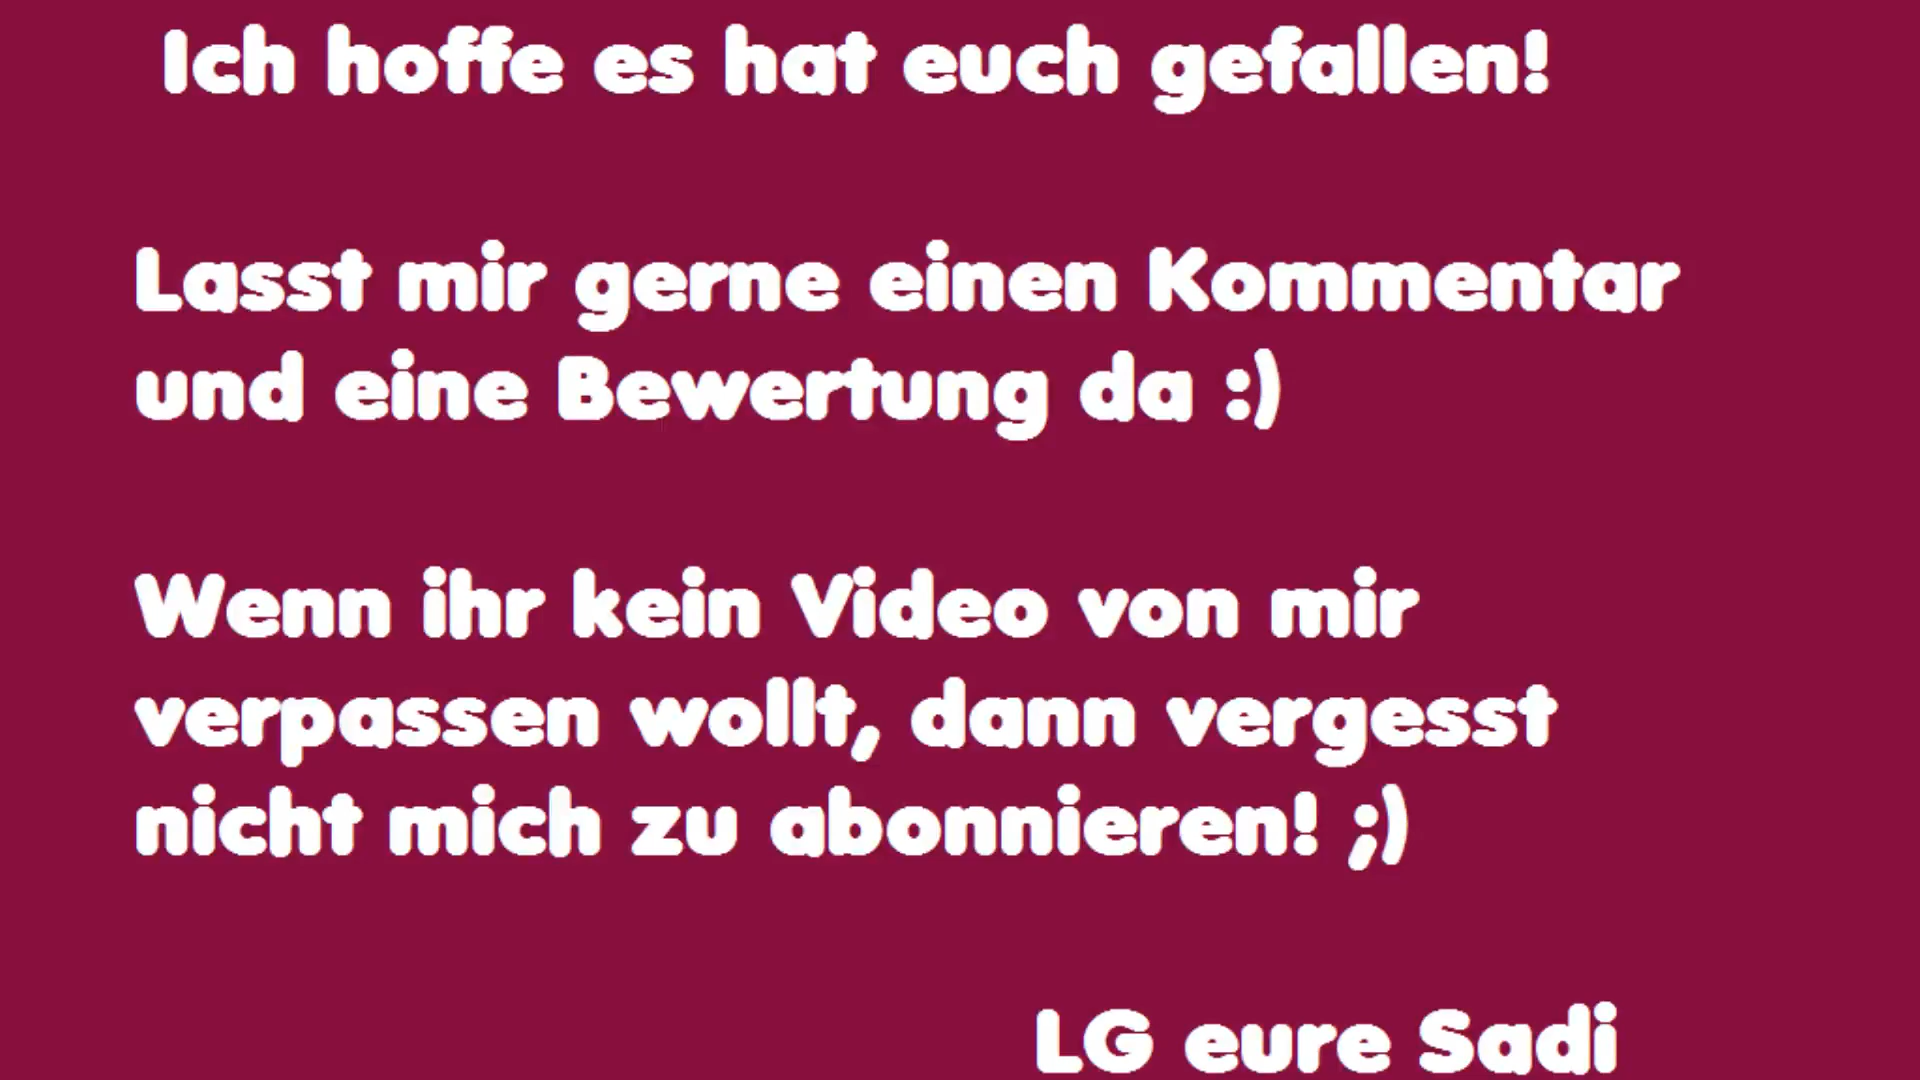 Ich hoffe es hat euch gefallen!
Lasst mir gerne einen Kommentar
und eine Bewertung da :)
Wenn ihr kein Video von mir
verpassen wollt, dann vergesst
nicht mich zu abonnieren! ;)
LG eure Sadi